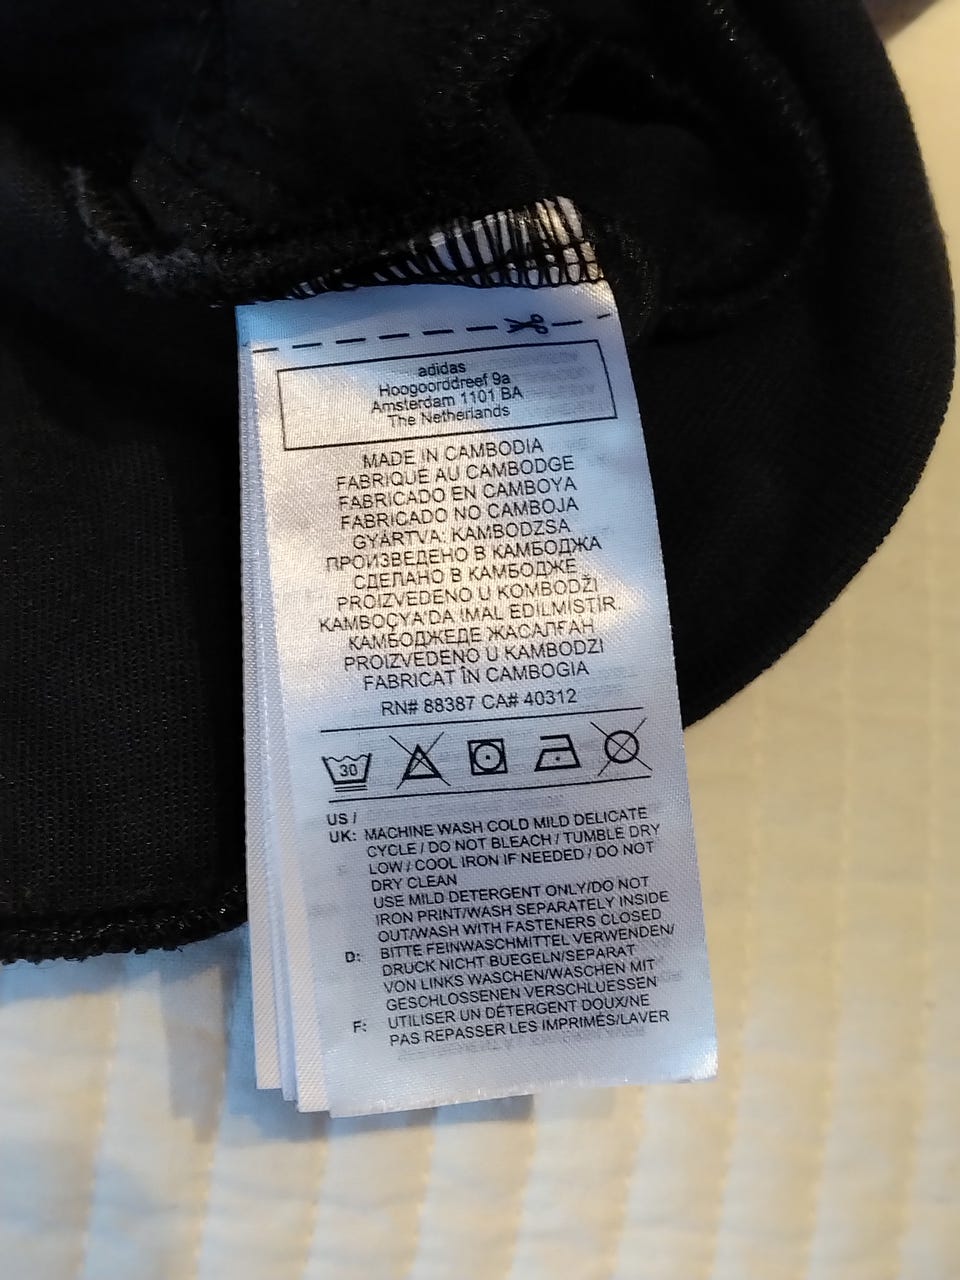 adidas
Hoogoorddreef 9a
Amsterdam 1101 BA
The Netherlands
MADE IN CAMBODIA
FABRIQUÉ AU CAMBODGE
FABRICADO EN CAMBOYA
FABRICADO NO CAMBOJA
GYÁRTVA: KAMBODZSA
ПРОИЗВЕДЕНО В КАМБОДЖА
СДЕЛАНО В КАМБОДЖЕ
PROIZVEDENO U KOMBODŽI
KAMBOÇYA'DA IMAL EDILMISTIR.
КАМБОДЖЕДЕ ЖАСАЛҒАН
PROIZVEDENO U KAMBODZI
FABRICAT ÎN CAMBOGIA
RN# 88387 CA# 40312
30
US /
UK: MACHINE WASH COLD MILD DELICATE
CYCLE / DO NOT BLEACH / TUMBLE DRY
LOW / COOL IRON IF NEEDED / DO NOT
DRY CLEAN
USE MILD DETERGENT ONLY/DO NOT
IRON PRINT/WASH SEPARATELY INSIDE
OUT/WASH WITH FASTENERS CLOSED
D: BITTE FEINWASCHMITTEL VERWENDEN/
DRUCK NICHT BUEGELN/SEPARAT
VON LINKS WASCHEN/WASCHEN MIT
GESCHLOSSENEN VERSCHLUESSEN
F: UTILISER UN DÉTERGENT DOUX/NE
PAS REPASSER LES IMPRIMÉS/LAVER